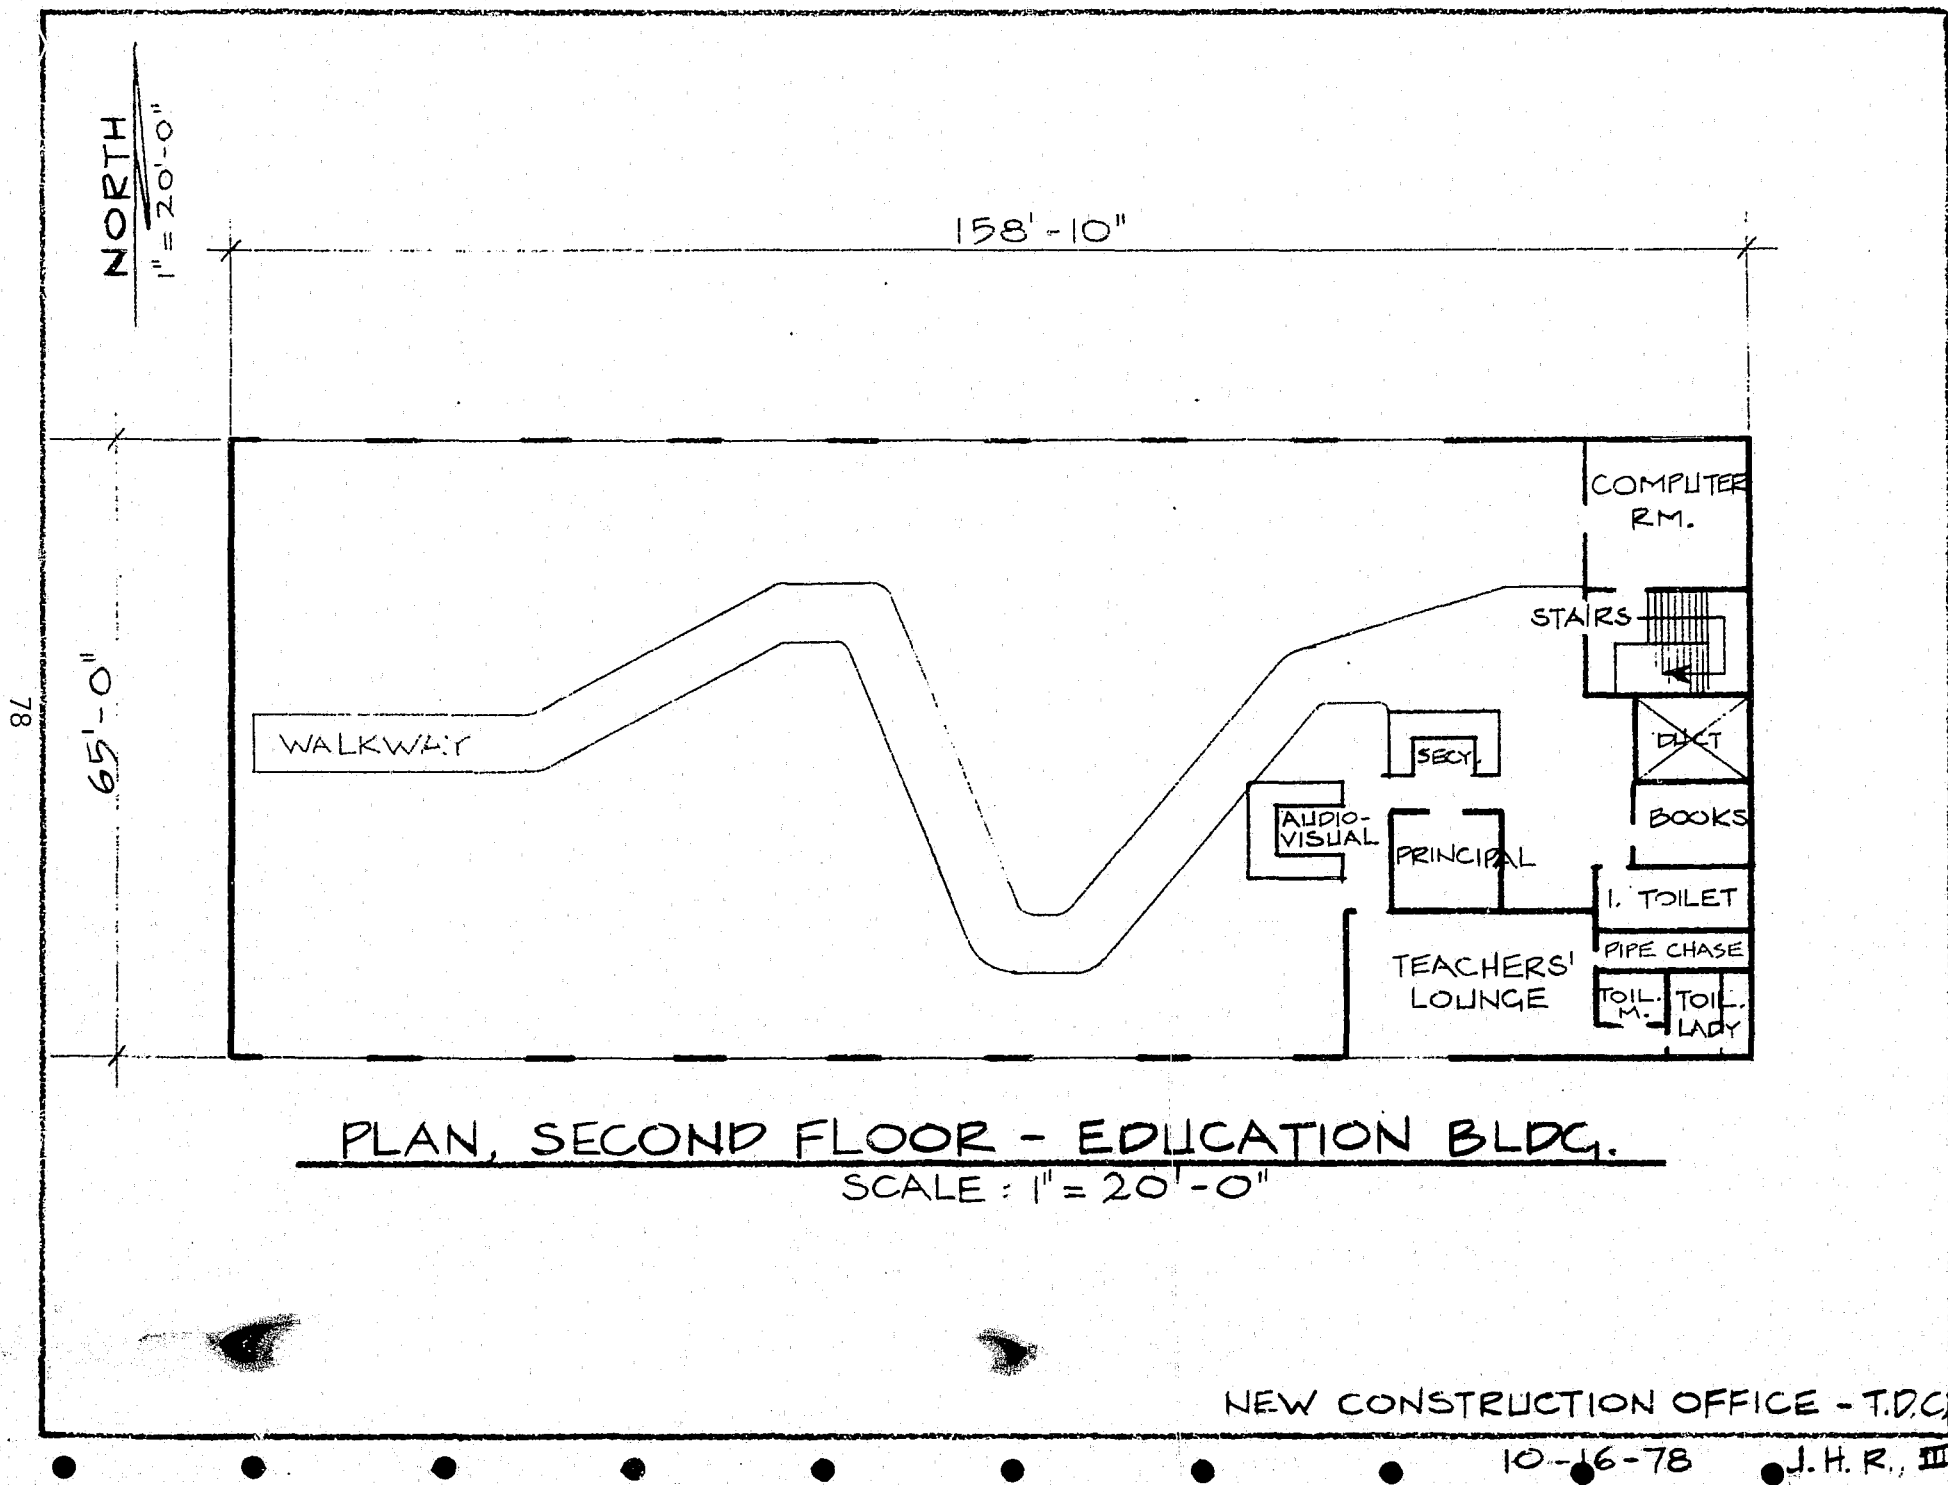 NORTH
1" = 20'-0"
158'-10"
65'-0"
78
COMPUTER
RM.
STAIRS
WALKWAY
DUCT
SECY.
BOOKS
AUDIO-
VISUAL
PRINCIPAL
1. TOILET
PIPE CHASE
TEACHERS'
LOUNGE
TOIL.
M.
TOIL.
LADY
PLAN, SECOND FLOOR - EDUCATION BLDG.
SCALE : 1" = 20'-0"
NEW CONSTRUCTION OFFICE - T.D.C.
10-16-78 J.H.R., III